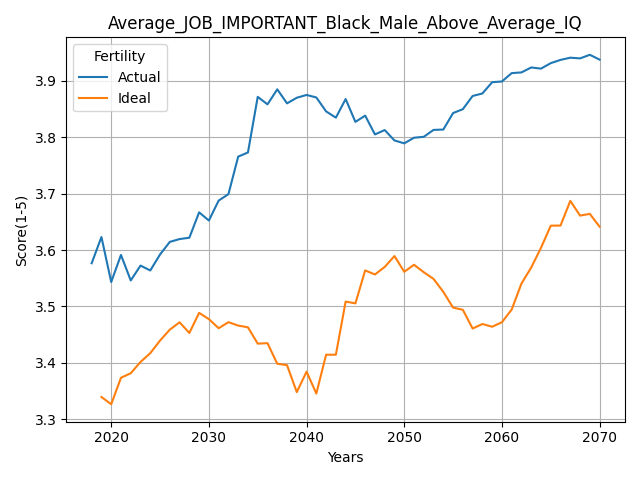 Average_JOB_IMPORTANT_Black_Male_Above_Average_IQ
Fertility
Actual
Ideal
Score(1-5)
3.9
3.8
3.7
3.6
3.5
3.4
3.3
2020 2030 2040 2050 2060 2070
Years